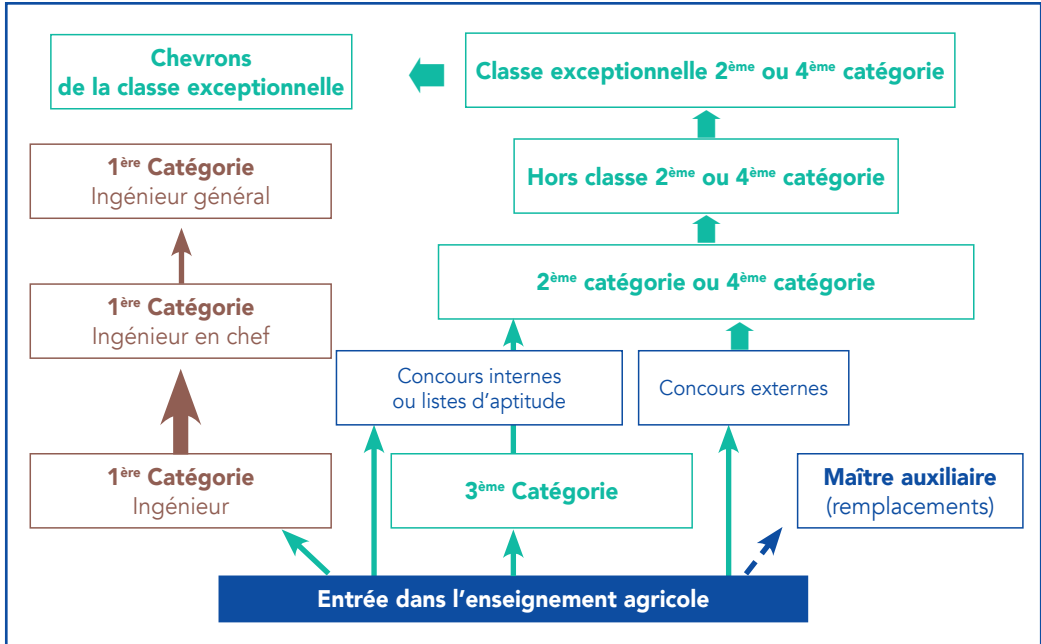 Chevrons
de la classe exceptionnelle
Classe exceptionnelle 2ème ou 4ème catégorie
1ère Catégorie
Ingénieur général
Hors classe 2ème ou 4ème catégorie
2ème catégorie ou 4ème catégorie
1ère Catégorie
Ingénieur en chef
Concours internes
ou listes d’aptitude
Concours externes
1ère Catégorie
Ingénieur
3ème Catégorie
Maître auxiliaire
(remplacements)
Entrée dans l’enseignement agricole